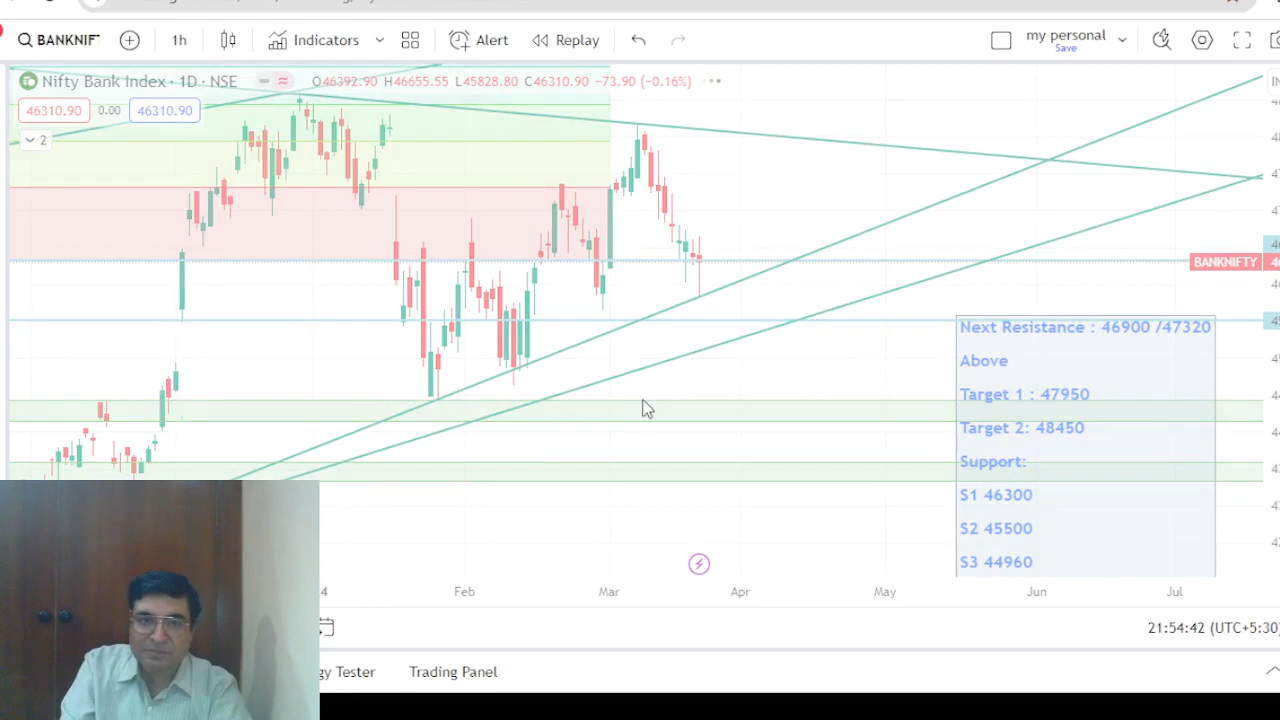 BANKNIFT
1h
Indicators
Alert
Replay
my personal
Save
Nifty Bank Index · 1D · NSE
O46392.90 H46655.55 L45828.80 C46310.90 −73.90 (−0.16%)
46310.90
0.00
46310.90
2
BANKNIFTY
Next Resistance : 46900 /47320
Above
Target 1 : 47950
Target 2: 48450
Support:
S1 46300
S2 45500
S3 44960
4
Feb
Mar
Apr
May
Jun
Jul
21:54:42 (UTC+5:30)
gy Tester
Trading Panel